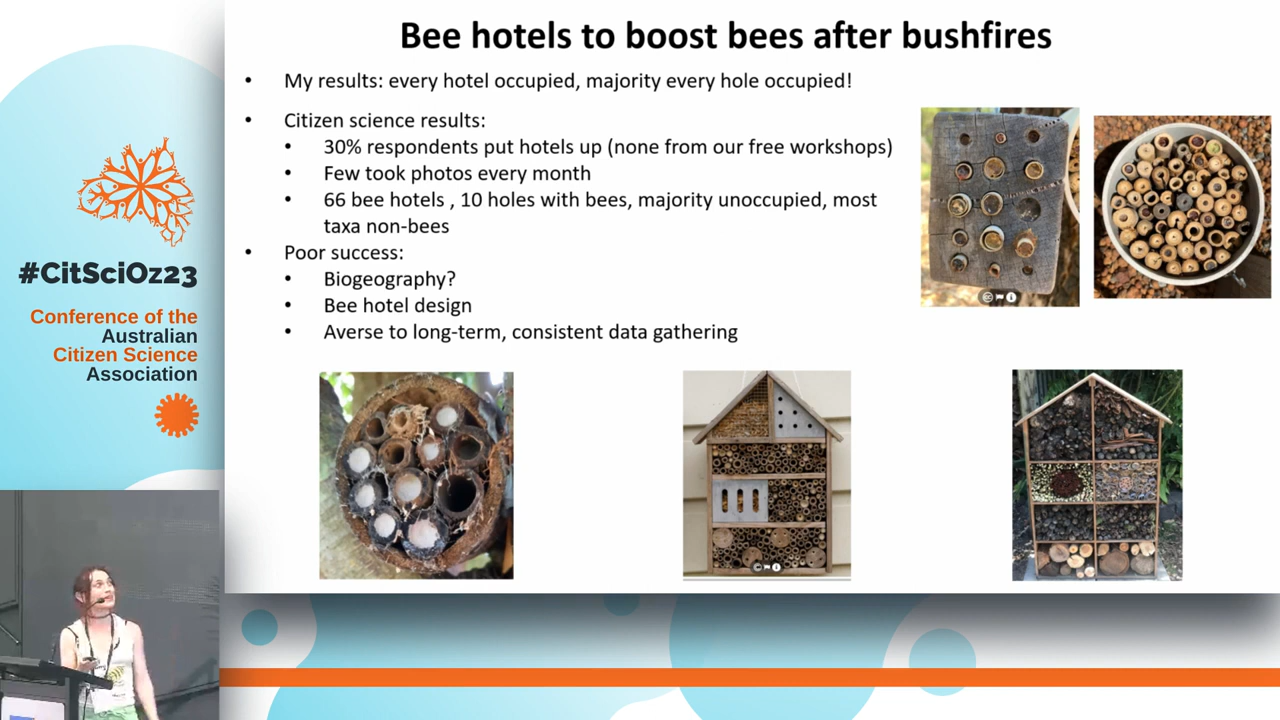 Bee hotels to boost bees after bushfires
• My results: every hotel occupied, majority every hole occupied!
• Citizen science results:
• 30% respondents put hotels up (none from our free workshops)
• Few took photos every month
• 66 bee hotels , 10 holes with bees, majority unoccupied, most
taxa non-bees
• Poor success:
• Biogeography?
• Bee hotel design
• Averse to long-term, consistent data gathering
#CitSciOz23
Conference of the
Australian
Citizen Science
Association